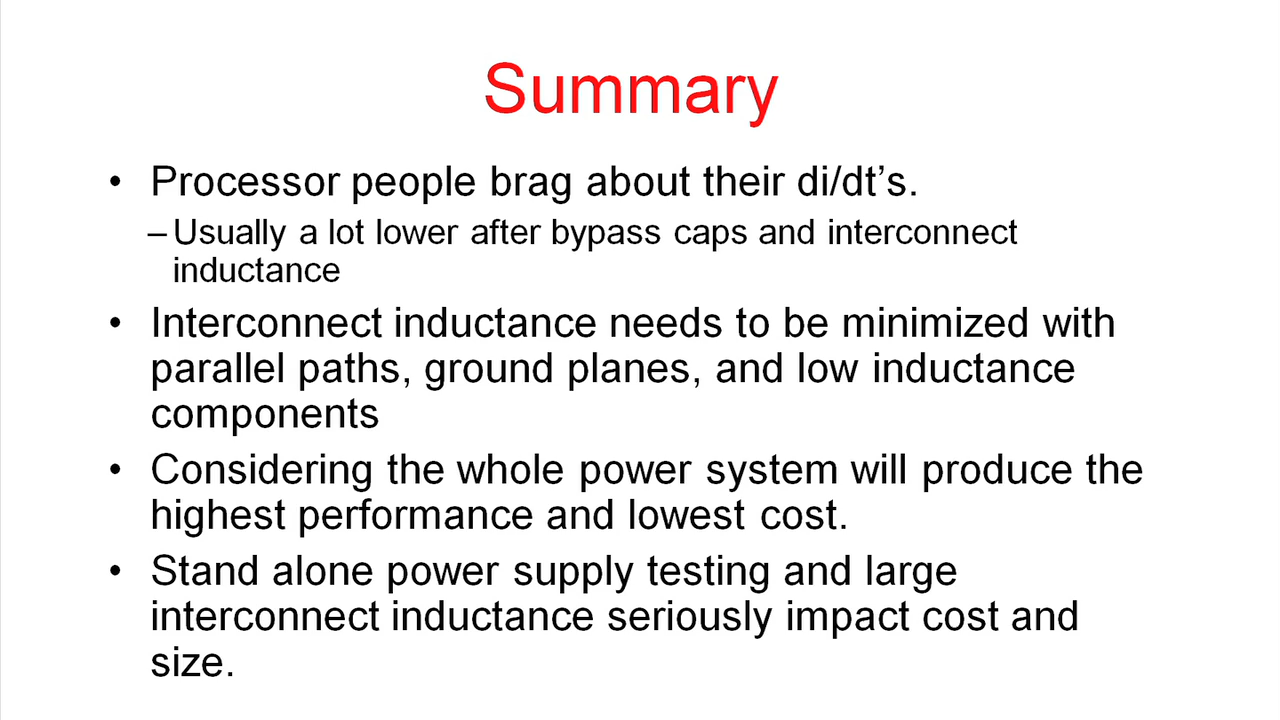 Summary
• Processor people brag about their di/dt’s.
– Usually a lot lower after bypass caps and interconnect
inductance
• Interconnect inductance needs to be minimized with
parallel paths, ground planes, and low inductance
components
• Considering the whole power system will produce the
highest performance and lowest cost.
• Stand alone power supply testing and large
interconnect inductance seriously impact cost and
size.